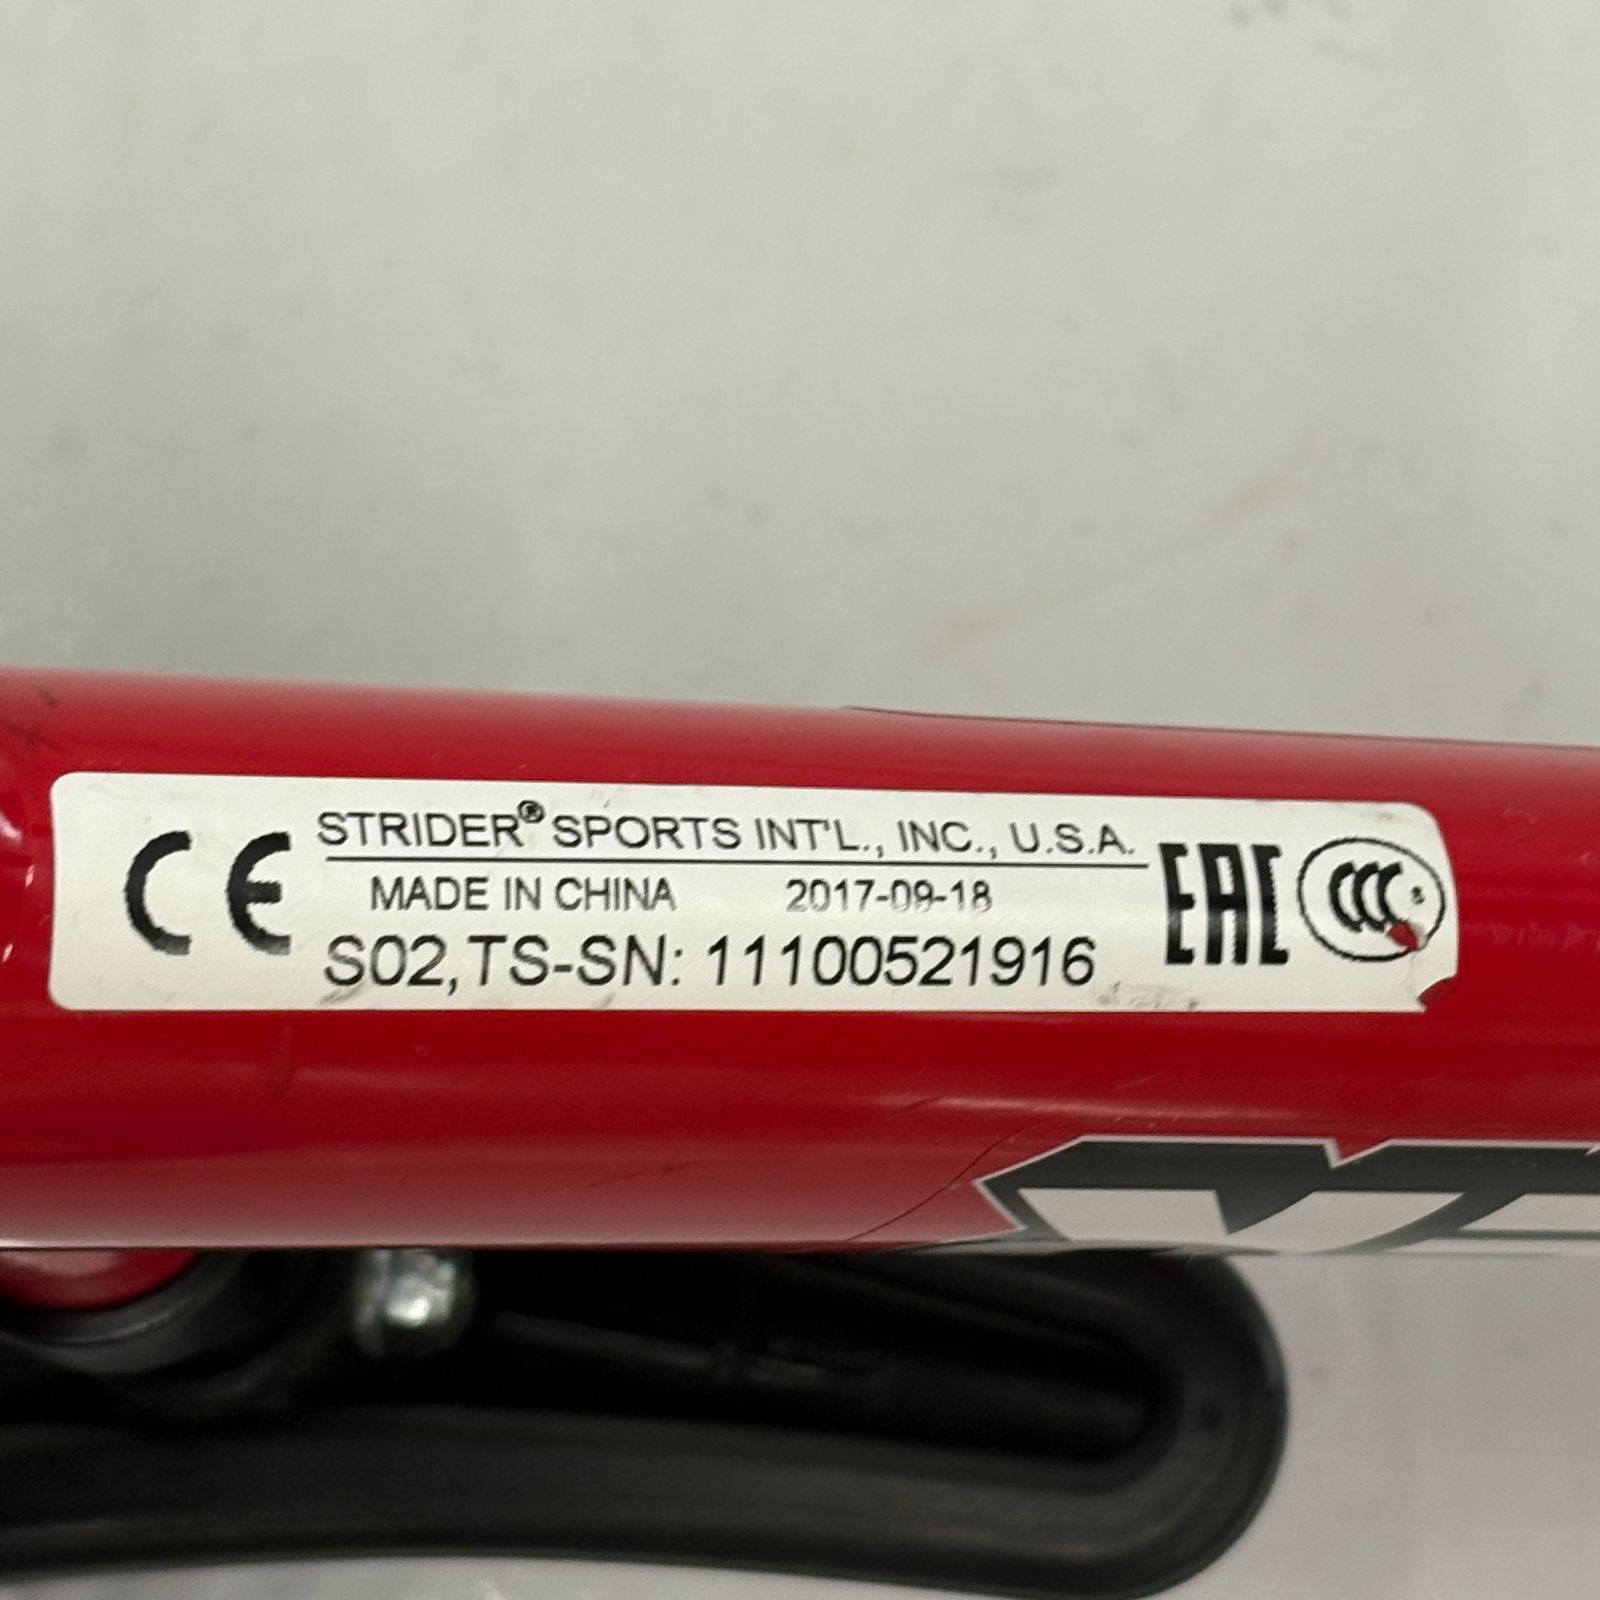 CE
STRIDER® SPORTS INT'L., INC., U.S.A.
MADE IN CHINA 2017-09-18
S02,TS-SN: 11100521916
EAC
CCC